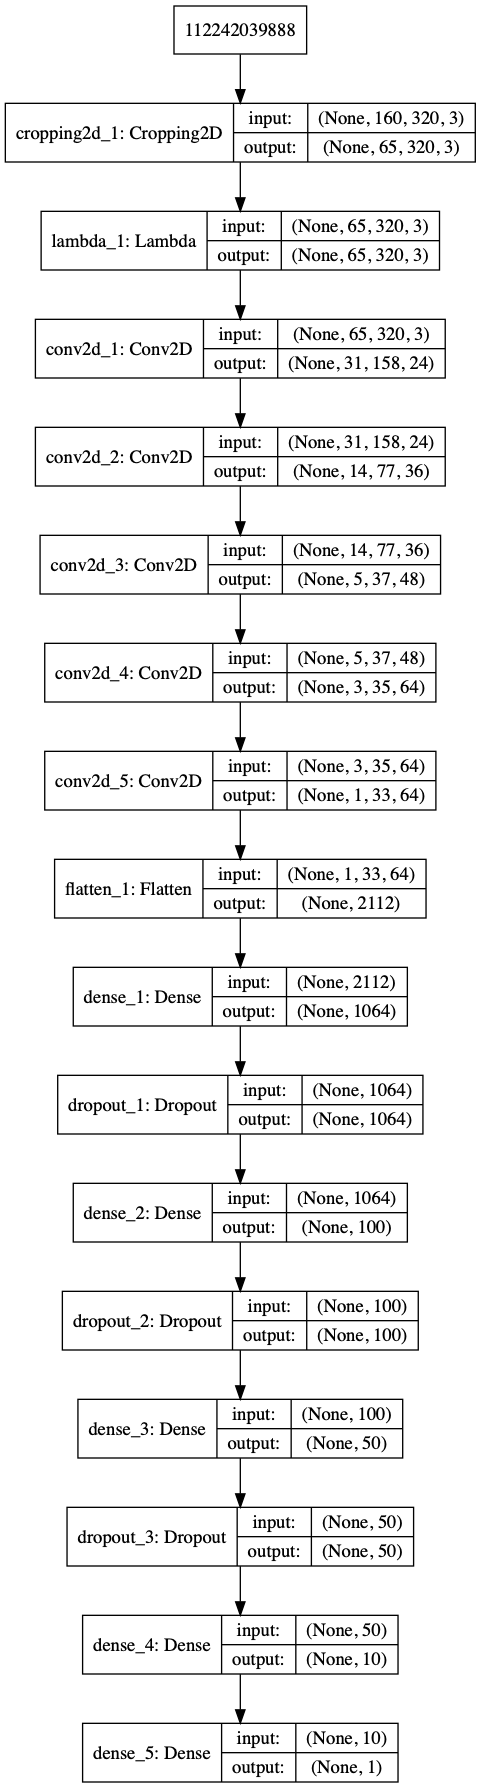 112242039888
cropping2d_1: Cropping2D
input: (None, 160, 320, 3)
output: (None, 65, 320, 3)
lambda_1: Lambda
input: (None, 65, 320, 3)
output: (None, 65, 320, 3)
conv2d_1: Conv2D
input: (None, 65, 320, 3)
output: (None, 31, 158, 24)
conv2d_2: Conv2D
input: (None, 31, 158, 24)
output: (None, 14, 77, 36)
conv2d_3: Conv2D
input: (None, 14, 77, 36)
output: (None, 5, 37, 48)
conv2d_4: Conv2D
input: (None, 5, 37, 48)
output: (None, 3, 35, 64)
conv2d_5: Conv2D
input: (None, 3, 35, 64)
output: (None, 1, 33, 64)
flatten_1: Flatten
input: (None, 1, 33, 64)
output: (None, 2112)
dense_1: Dense
input: (None, 2112)
output: (None, 1064)
dropout_1: Dropout
input: (None, 1064)
output: (None, 1064)
dense_2: Dense
input: (None, 1064)
output: (None, 100)
dropout_2: Dropout
input: (None, 100)
output: (None, 100)
dense_3: Dense
input: (None, 100)
output: (None, 50)
dropout_3: Dropout
input: (None, 50)
output: (None, 50)
dense_4: Dense
input: (None, 50)
output: (None, 10)
dense_5: Dense
input: (None, 10)
output: (None, 1)